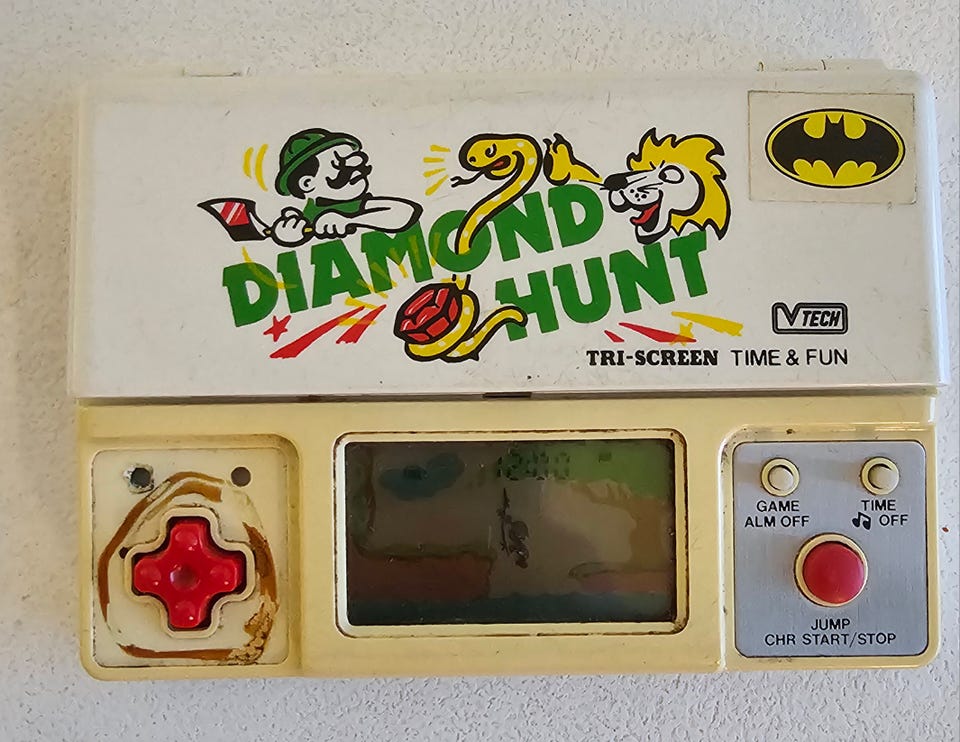 DIAMOND
HUNT
VTECH
TRI-SCREEN TIME & FUN
GAME
ALM OFF
TIME
♫ OFF
JUMP
CHR START/STOP